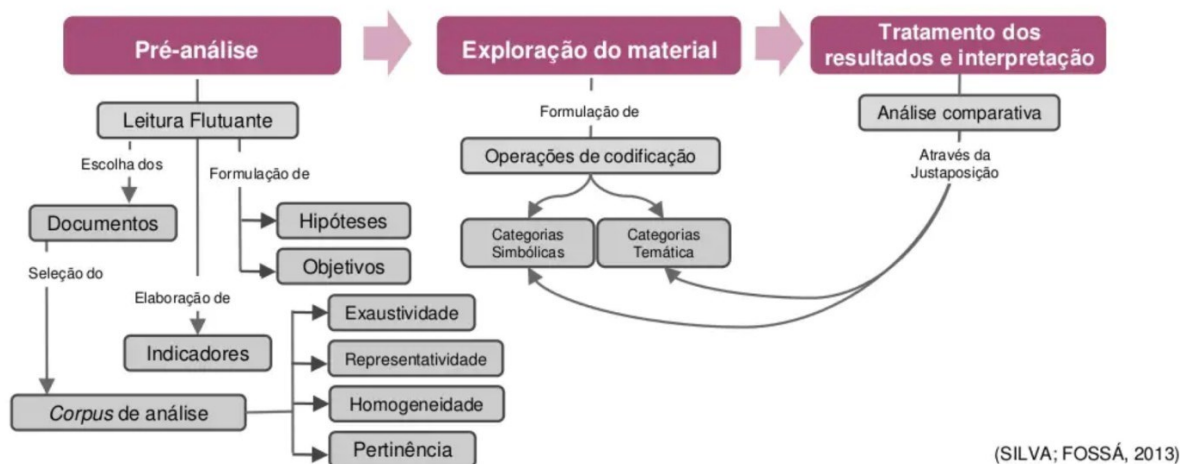 Pré-análise
Exploração do material
Tratamento dos
resultados e interpretação
Leitura Flutuante
Escolha dos
Formulação de
Documentos
Hipóteses
Objetivos
Seleção do
Elaboração de
Indicadores
Corpus de análise
Exaustividade
Representatividade
Homogeneidade
Pertinência
Formulação de
Operações de codificação
Categorias
Simbólicas
Categorias
Temática
Análise comparativa
Através da
Justaposição
(SILVA; FOSSÁ, 2013)